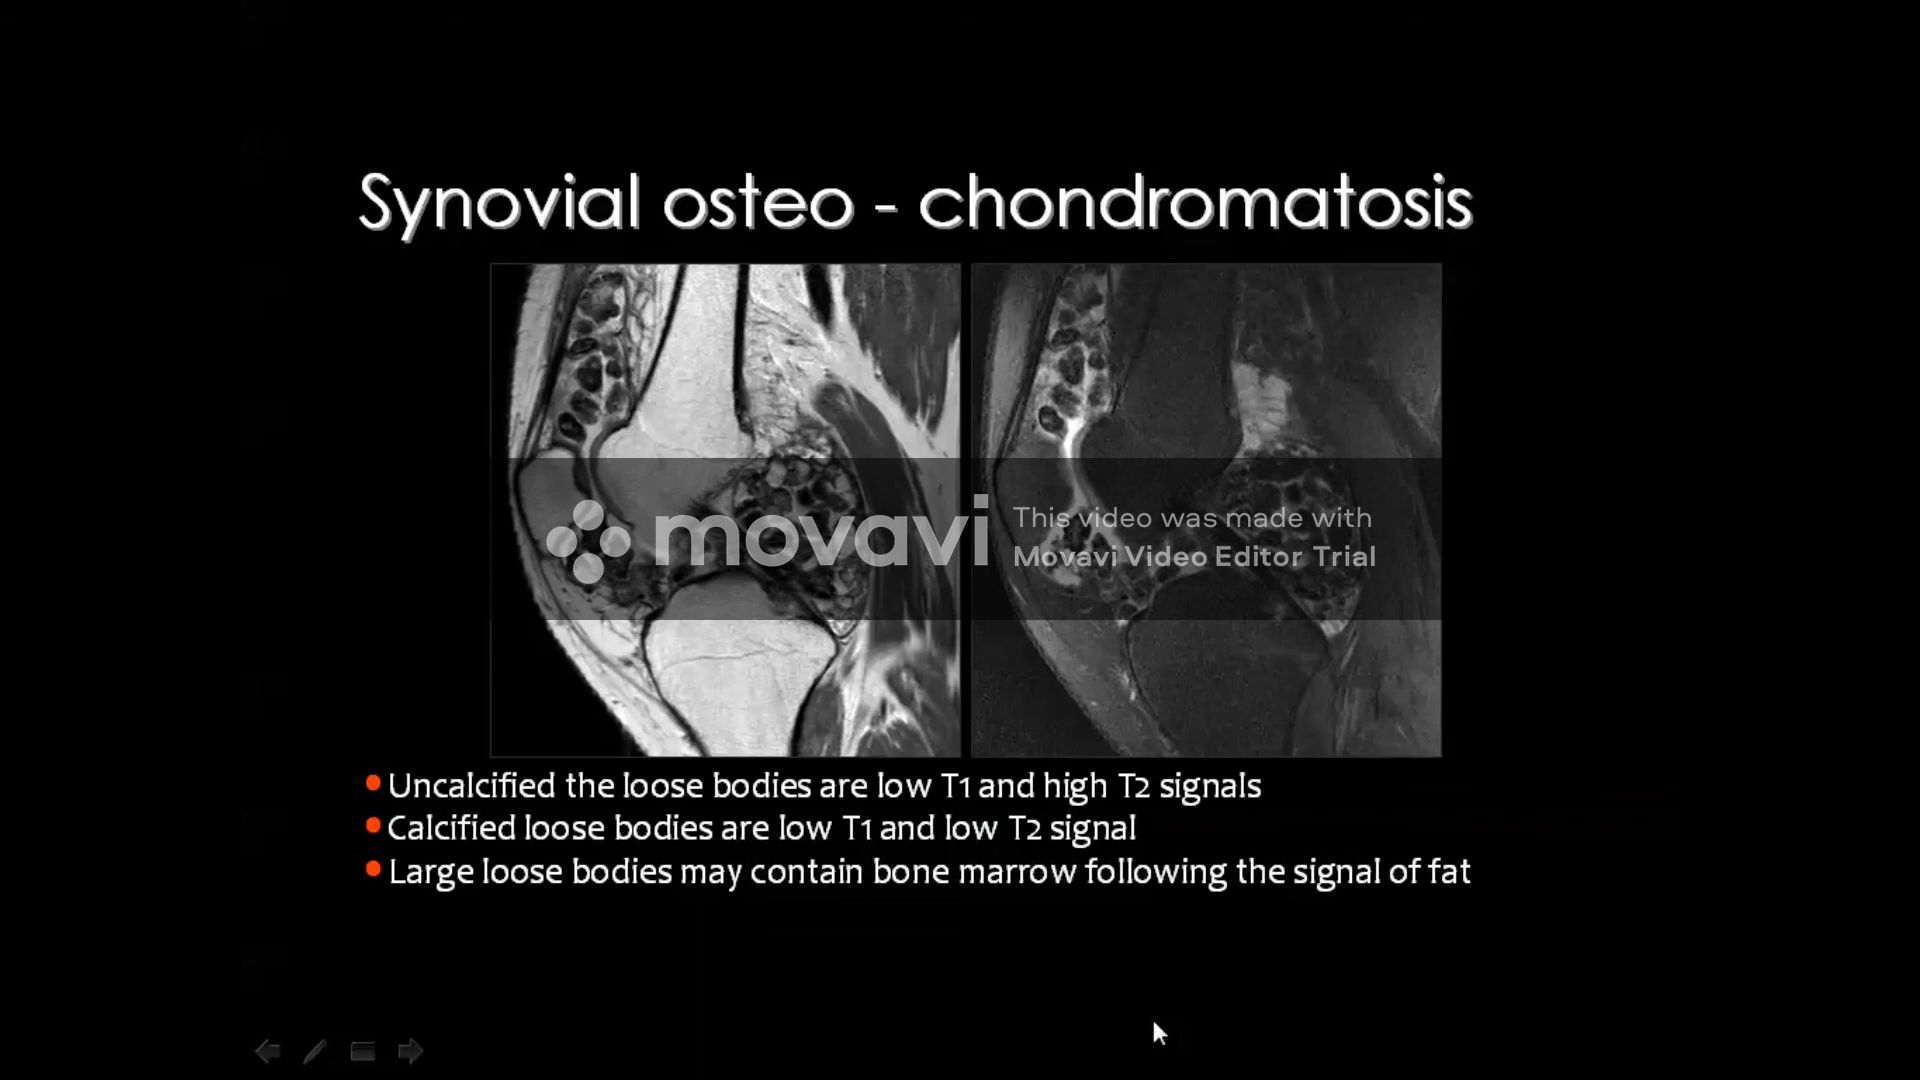 Synovial osteo - chondromatosis
movavi
This video was made with
Movavi Video Editor Trial
Uncalcified the loose bodies are low T1 and high T2 signals
Calcified loose bodies are low T1 and low T2 signal
Large loose bodies may contain bone marrow following the signal of fat